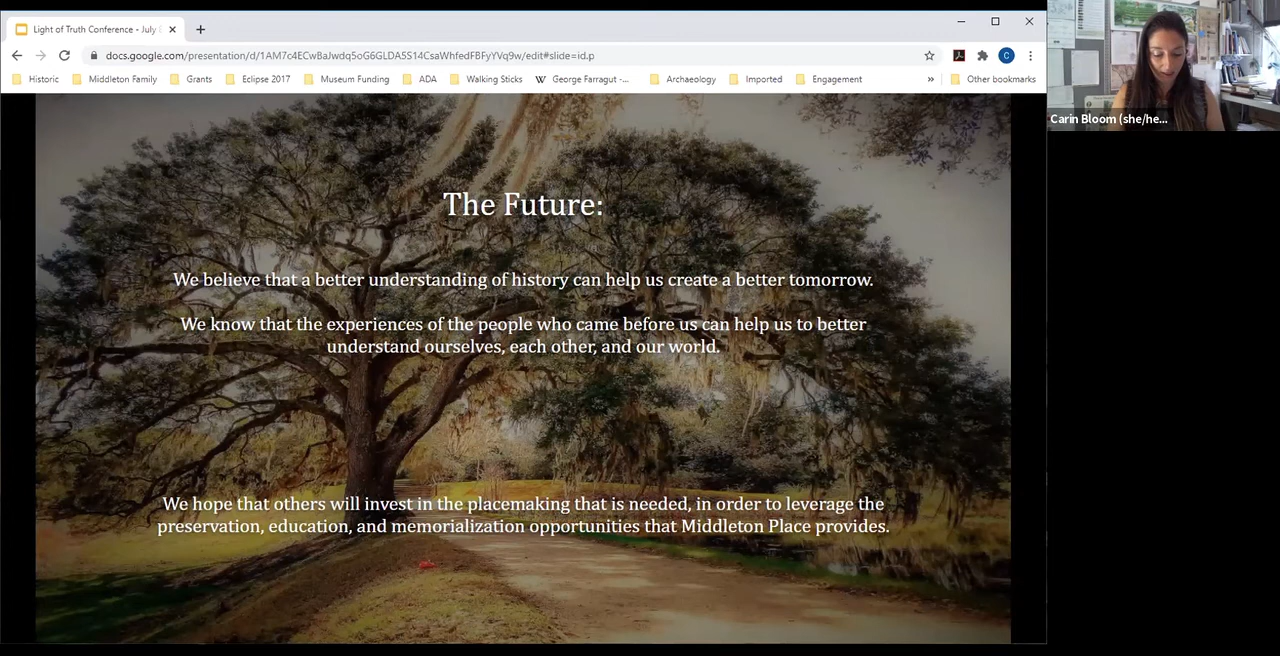 Light of Truth Conference - July
docs.google.com/presentation/d/1AM7c4ECwBaJwdq5oG6GLDA5S14CsaWhfedFBFyYVq9w/edit#slide=id.p
Historic
Middleton Family
Grants
Eclipse 2017
Museum Funding
ADA
Walking Sticks
W George Farragut -...
Archaeology
Imported
Engagement
»
Other bookmarks
C
Carin Bloom (she/he...
The Future:
We believe that a better understanding of history can help us create a better tomorrow.
We know that the experiences of the people who came before us can help us to better
understand ourselves, each other, and our world.
We hope that others will invest in the placemaking that is needed, in order to leverage the
preservation, education, and memorialization opportunities that Middleton Place provides.